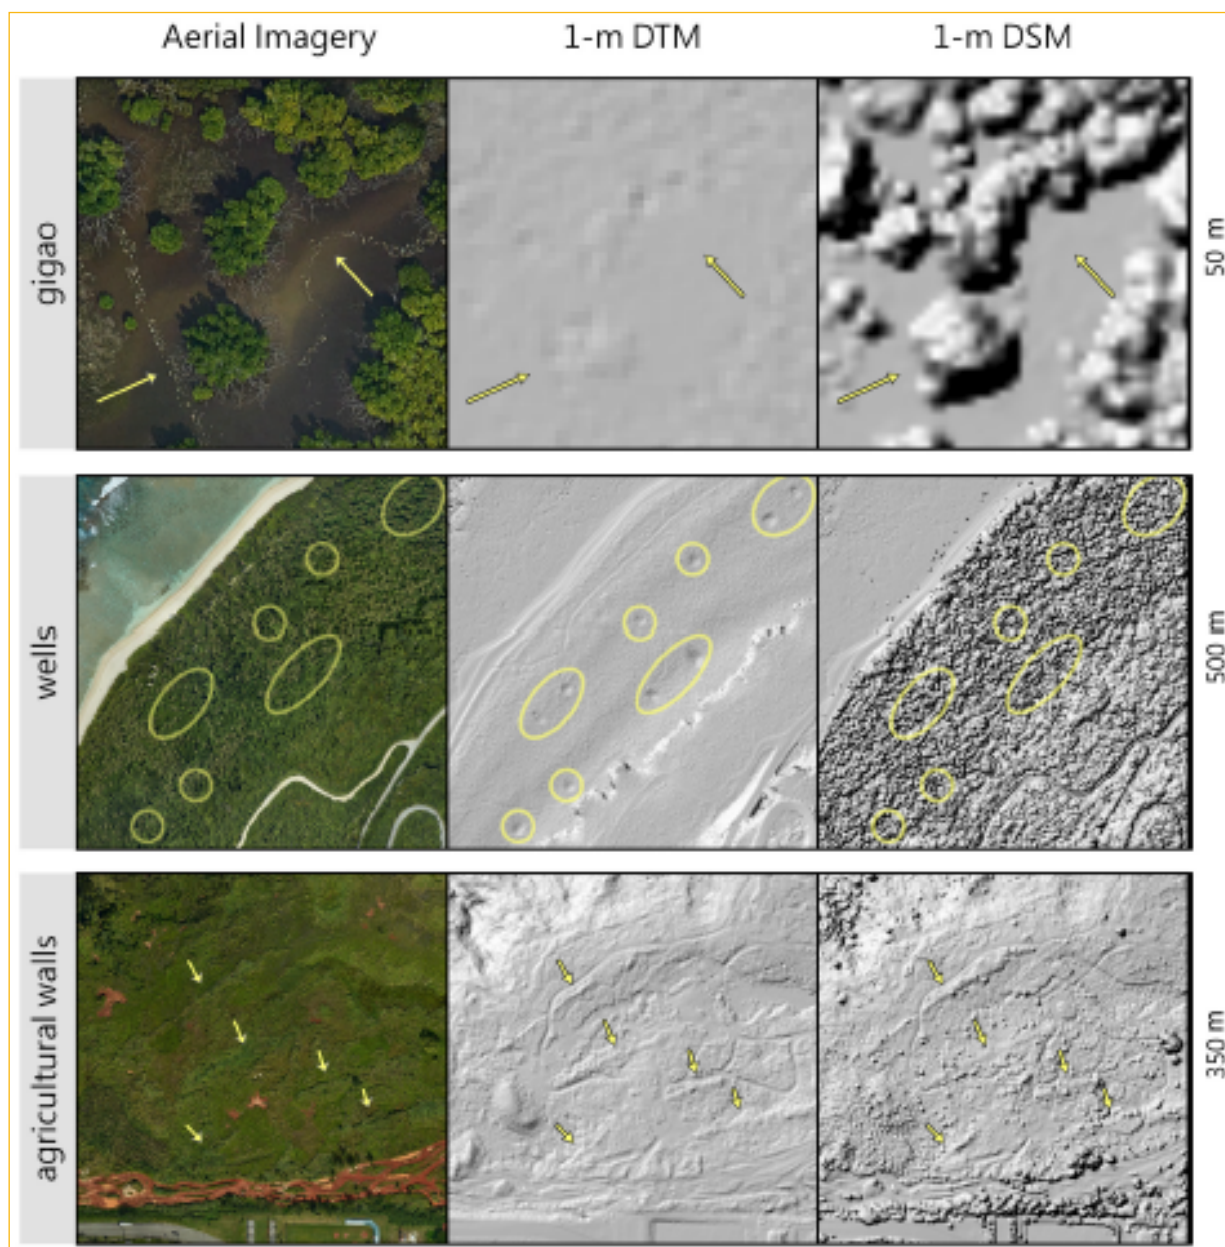 Aerial Imagery
1-m DTM
1-m DSM
gigao
50 m
wells
500 m
agricultural walls
350 m